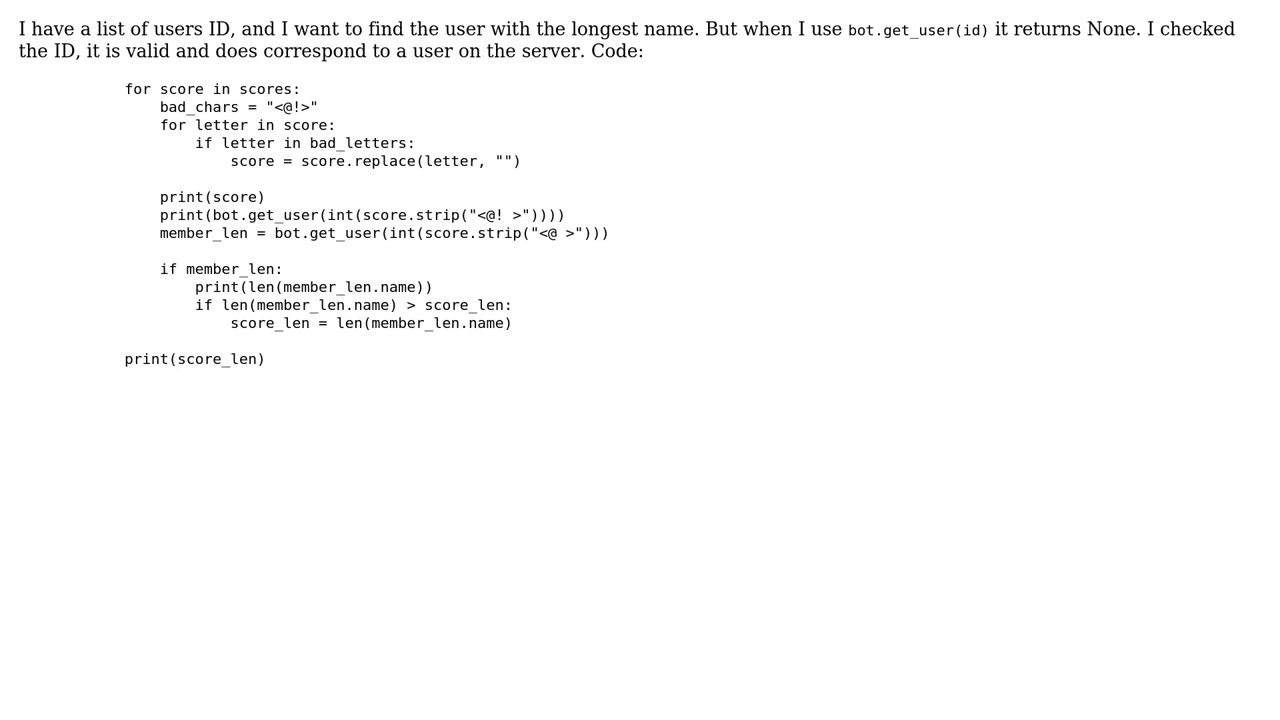 I have a list of users ID, and I want to find the user with the longest name. But when I use bot.get_user(id) it returns None. I checked
the ID, it is valid and does correspond to a user on the server. Code:
for score in scores:
    bad_chars = "<@!>"
    for letter in score:
        if letter in bad_letters:
            score = score.replace(letter, "")

    print(score)
    print(bot.get_user(int(score.strip("<@! >"))))
    member_len = bot.get_user(int(score.strip("<@ >")))

    if member_len:
        print(len(member_len.name))
        if len(member_len.name) > score_len:
            score_len = len(member_len.name)

print(score_len)